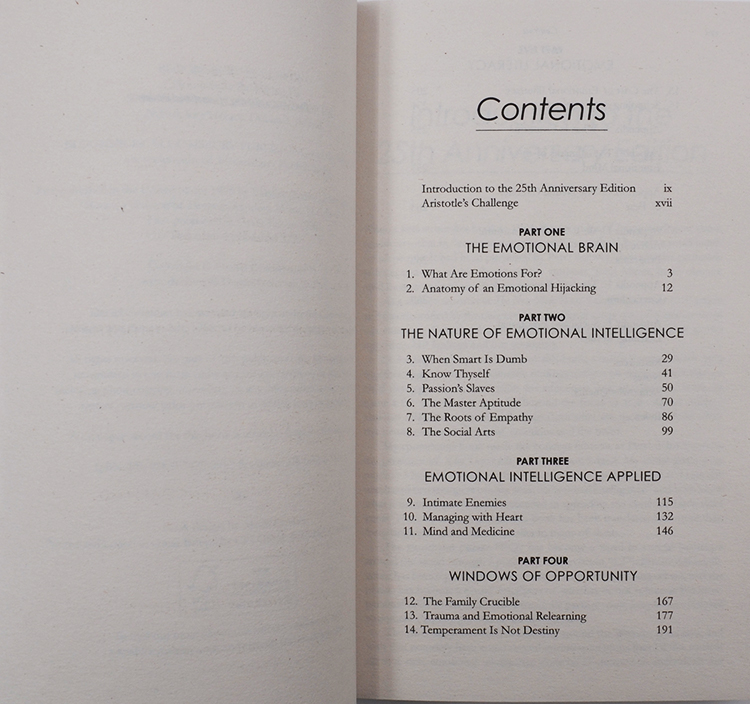 Contents
Introduction to the 25th Anniversary Edition ix
Aristotle's Challenge xvii
PART ONE
THE EMOTIONAL BRAIN
1. What Are Emotions For? 3
2. Anatomy of an Emotional Hijacking 12
PART TWO
THE NATURE OF EMOTIONAL INTELLIGENCE
3. When Smart Is Dumb 29
4. Know Thyself 41
5. Passion's Slaves 50
6. The Master Aptitude 70
7. The Roots of Empathy 86
8. The Social Arts 99
PART THREE
EMOTIONAL INTELLIGENCE APPLIED
9. Intimate Enemies 115
10. Managing with Heart 132
11. Mind and Medicine 146
PART FOUR
WINDOWS OF OPPORTUNITY
12. The Family Crucible 167
13. Trauma and Emotional Relearning 177
14. Temperament Is Not Destiny 191